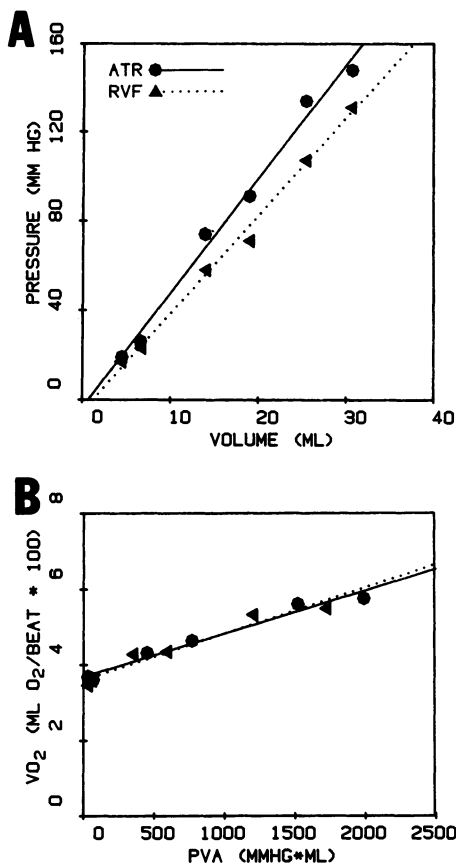 A
160
120
80
40
0
PRESSURE (MM HG)
ATR
RVF
0 10 20 30 40
VOLUME (ML)
B
8
6
4
2
0
VO2 (ML O2/BEAT * 100)
0 500 1000 1500 2000 2500
PVA (MMHG*ML)